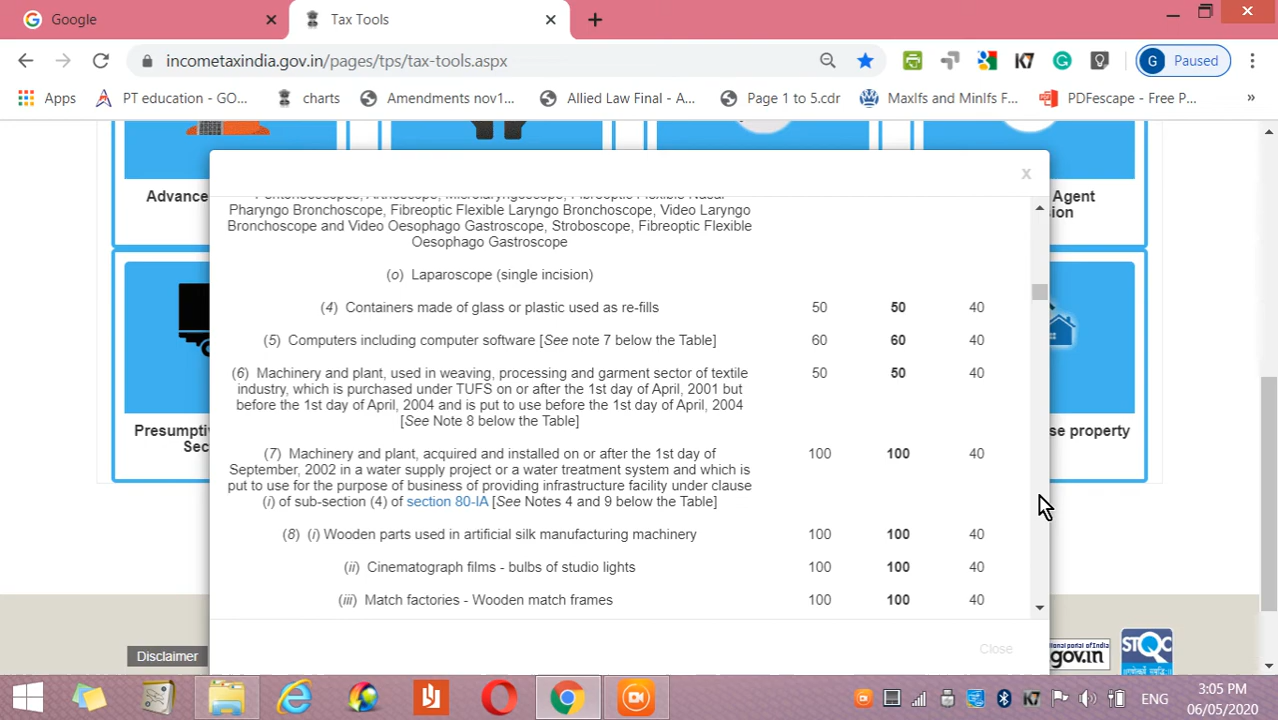 Google
Tax Tools
incometaxindia.gov.in/pages/tps/tax-tools.aspx
G Paused
Apps
PT education - GO...
charts
Amendments nov1...
Allied Law Final - A...
Page 1 to 5.cdr
MaxIfs and MinIfs F...
PDFescape - Free P...
»
Advance
Agent
x
Pharyngo Bronchoscope, Fibreoptic Flexible Laryngo Bronchoscope, Video Laryngo
Bronchoscope and Video Oesophago Gastroscope, Stroboscope, Fibreoptic Flexible
Oesophago Gastroscope
(o) Laparoscope (single incision)
(4) Containers made of glass or plastic used as re-fills 50 50 40
(5) Computers including computer software [See note 7 below the Table] 60 60 40
(6) Machinery and plant, used in weaving, processing and garment sector of textile 50 50 40
industry, which is purchased under TUFS on or after the 1st day of April, 2001 but
before the 1st day of April, 2004 and is put to use before the 1st day of April, 2004
[See Note 8 below the Table]
(7) Machinery and plant, acquired and installed on or after the 1st day of 100 100 40
September, 2002 in a water supply project or a water treatment system and which is
put to use for the purpose of business of providing infrastructure facility under clause
(i) of sub-section (4) of section 80-IA [See Notes 4 and 9 below the Table]
(8) (i) Wooden parts used in artificial silk manufacturing machinery 100 100 40
(ii) Cinematograph films - bulbs of studio lights 100 100 40
(iii) Match factories - Wooden match frames 100 100 40
Close
Presumptiv
Sec
se property
Disclaimer
gov.in
STQC
K7
ENG
3:05 PM
06/05/2020